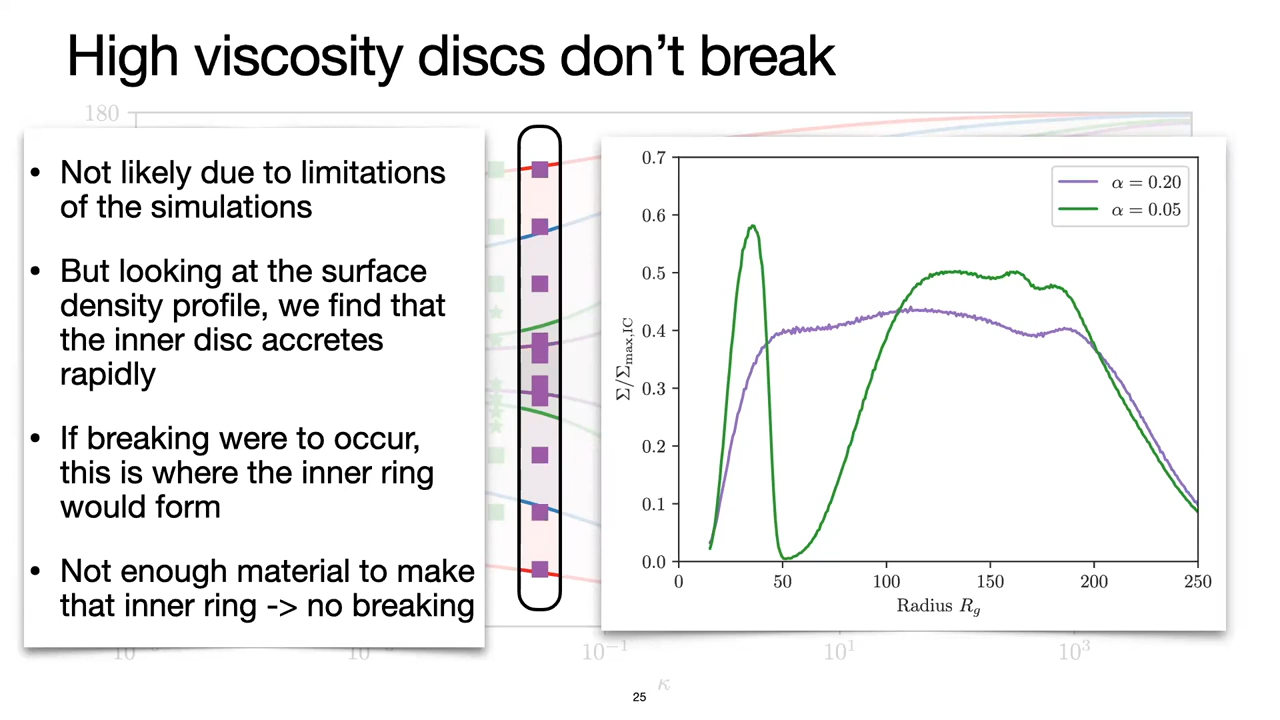 High viscosity discs don't break
180
• Not likely due to limitations
of the simulations
• But looking at the surface
density profile, we find that
the inner disc accretes
rapidly
• If breaking were to occur,
this is where the inner ring
would form
• Not enough material to make
that inner ring -> no breaking
0.7
0.6
0.5
0.4
0.3
0.2
0.1
0.0
Σ/Σmax,IC
α = 0.20
α = 0.05
0 50 100 150 200 250
Radius Rg
10⁻¹ 10¹ 10³
κ
25